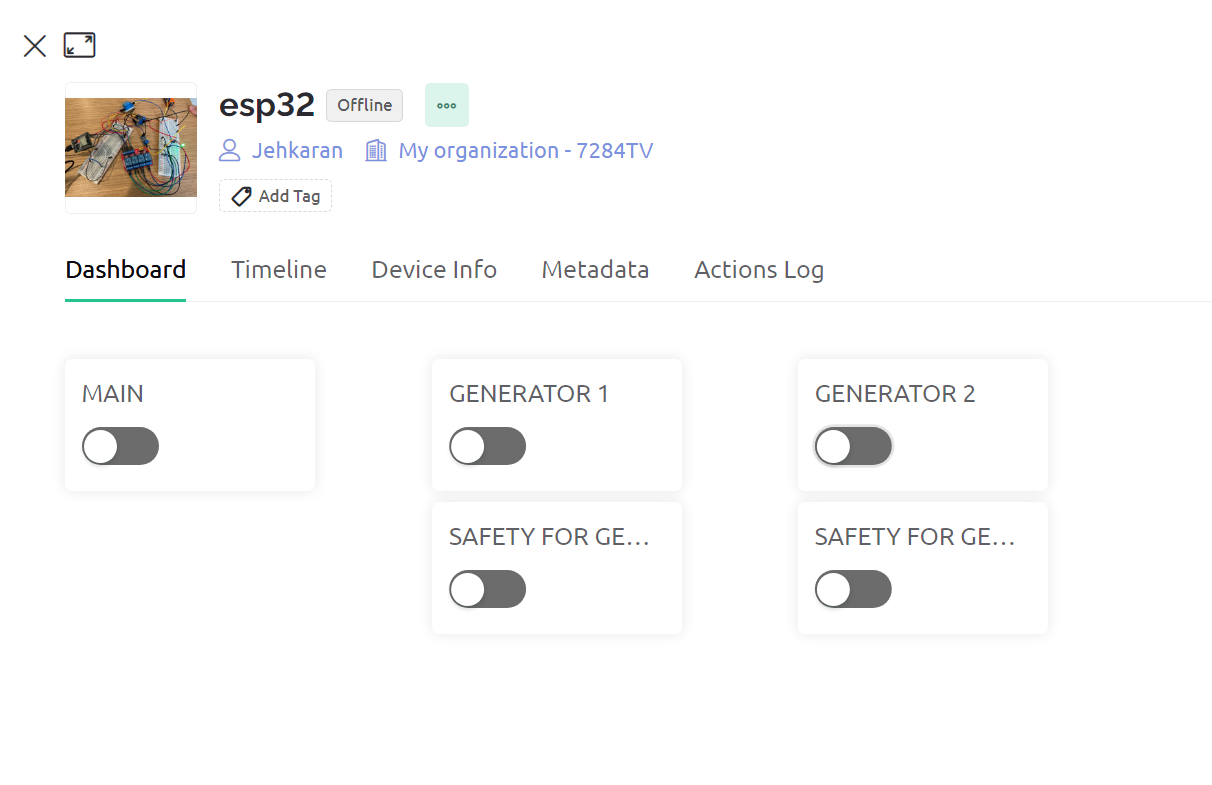 esp32 Offline
Jehkaran My organization - 7284TV
Add Tag
Dashboard Timeline Device Info Metadata Actions Log
MAIN GENERATOR 1 GENERATOR 2
SAFETY FOR GE... SAFETY FOR GE...